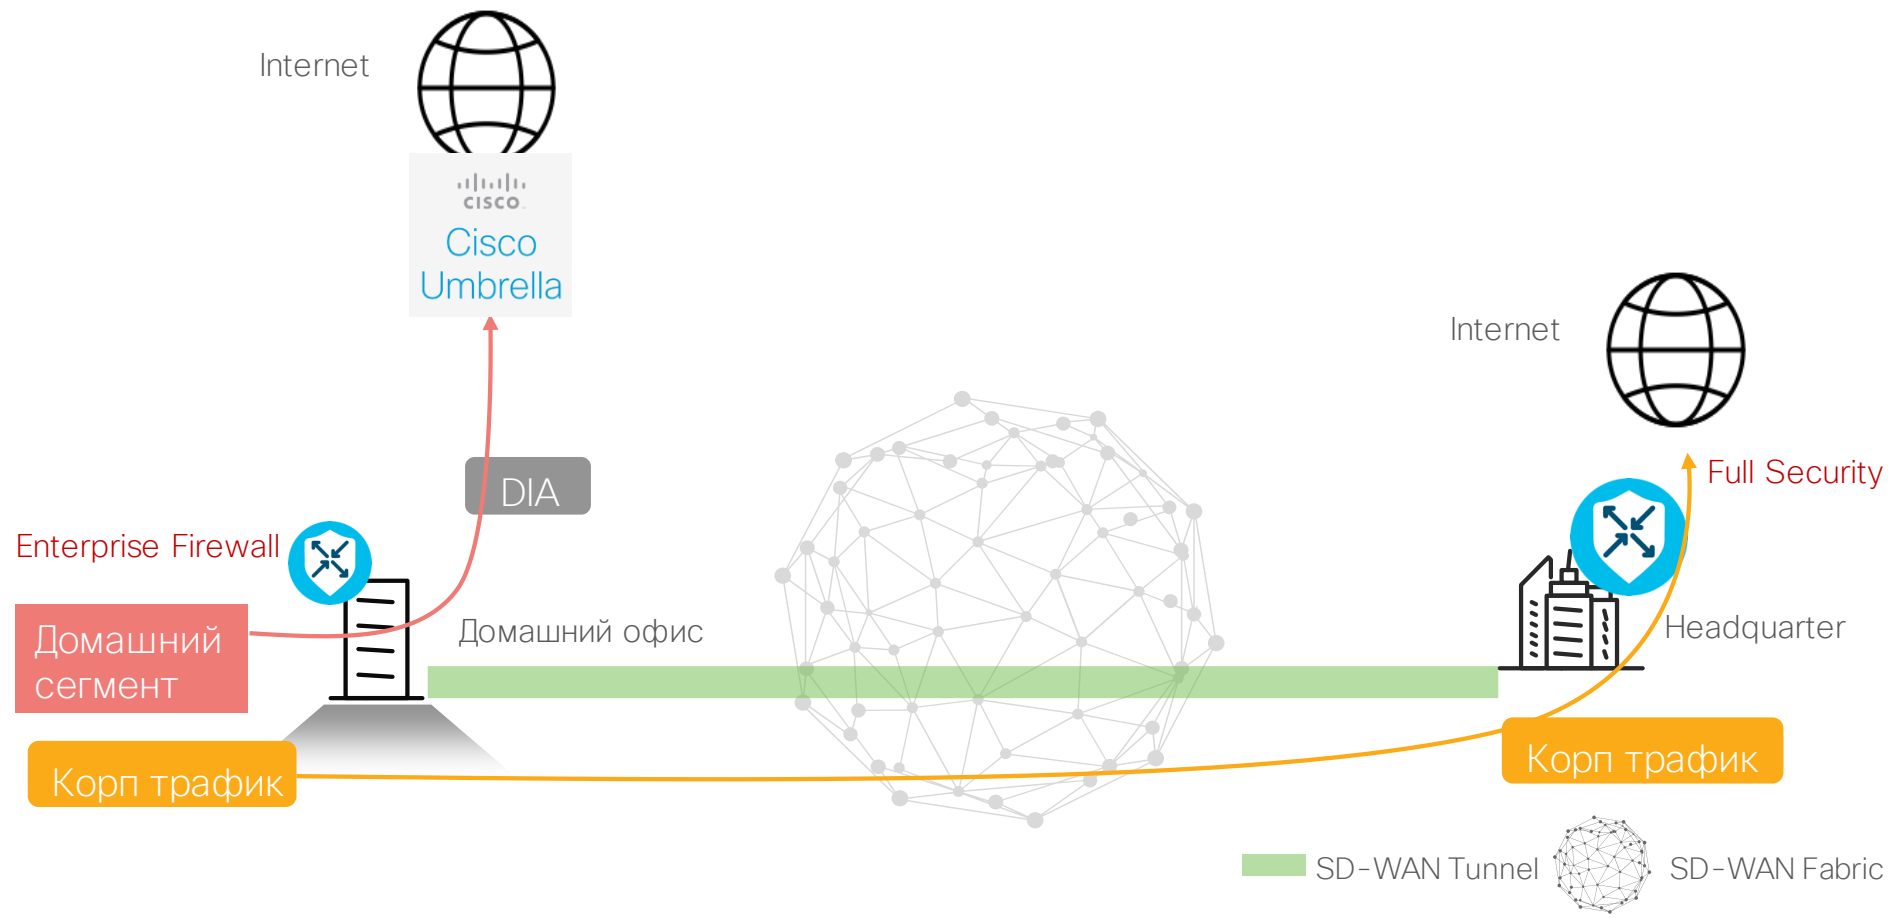 Internet
CISCO
Cisco
Umbrella
Internet
Full Security
DIA
Enterprise Firewall
Домашний
сегмент
Домашний офис
Headquarter
Корп трафик
Корп трафик
SD-WAN Tunnel
SD-WAN Fabric